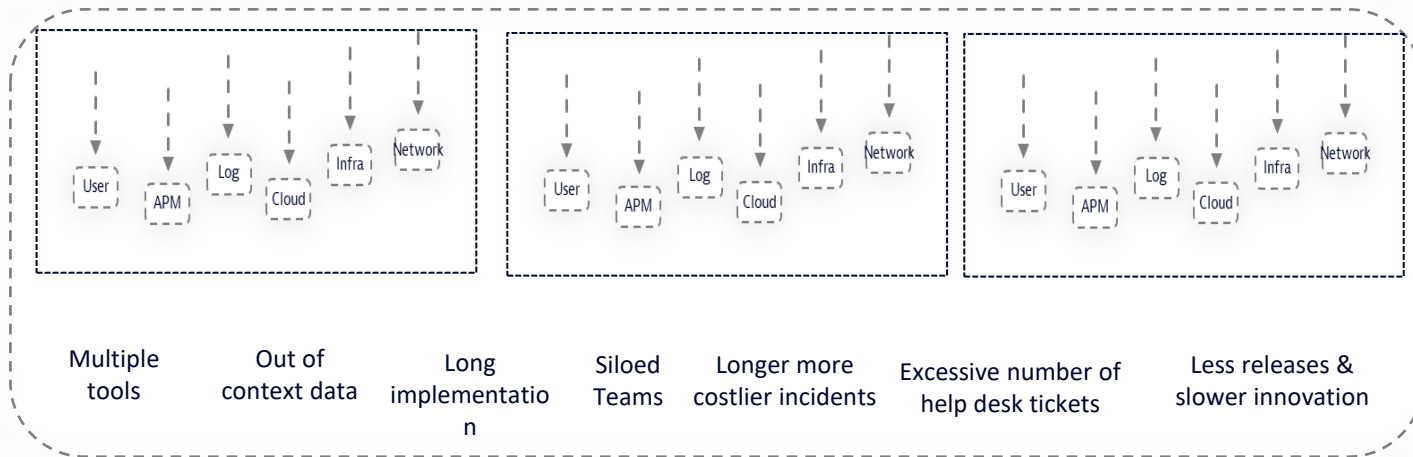 User
APM
Log
Cloud
Infra
Network
User
APM
Log
Cloud
Infra
Network
User
APM
Log
Cloud
Infra
Network
Multiple
tools
Out of
context data
Long
implementatio
n
Siloed
Teams
Longer more
costlier incidents
Excessive number of
help desk tickets
Less releases &
slower innovation